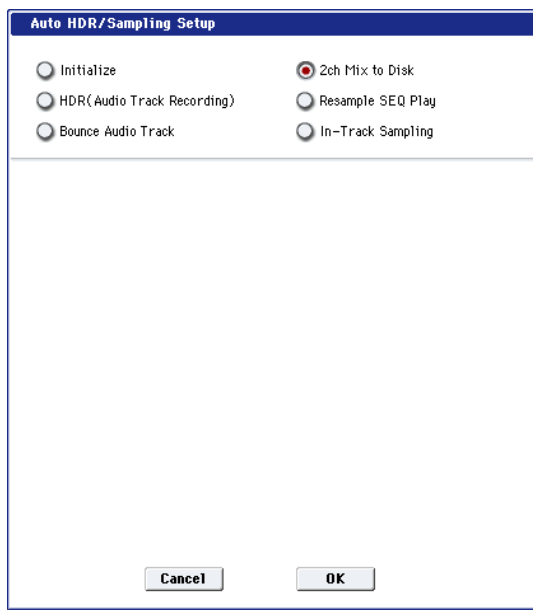 Auto HDR/Sampling Setup
Initialize
2ch Mix to Disk
HDR(Audio Track Recording)
Resample SEQ Play
Bounce Audio Track
In-Track Sampling
Cancel
OK